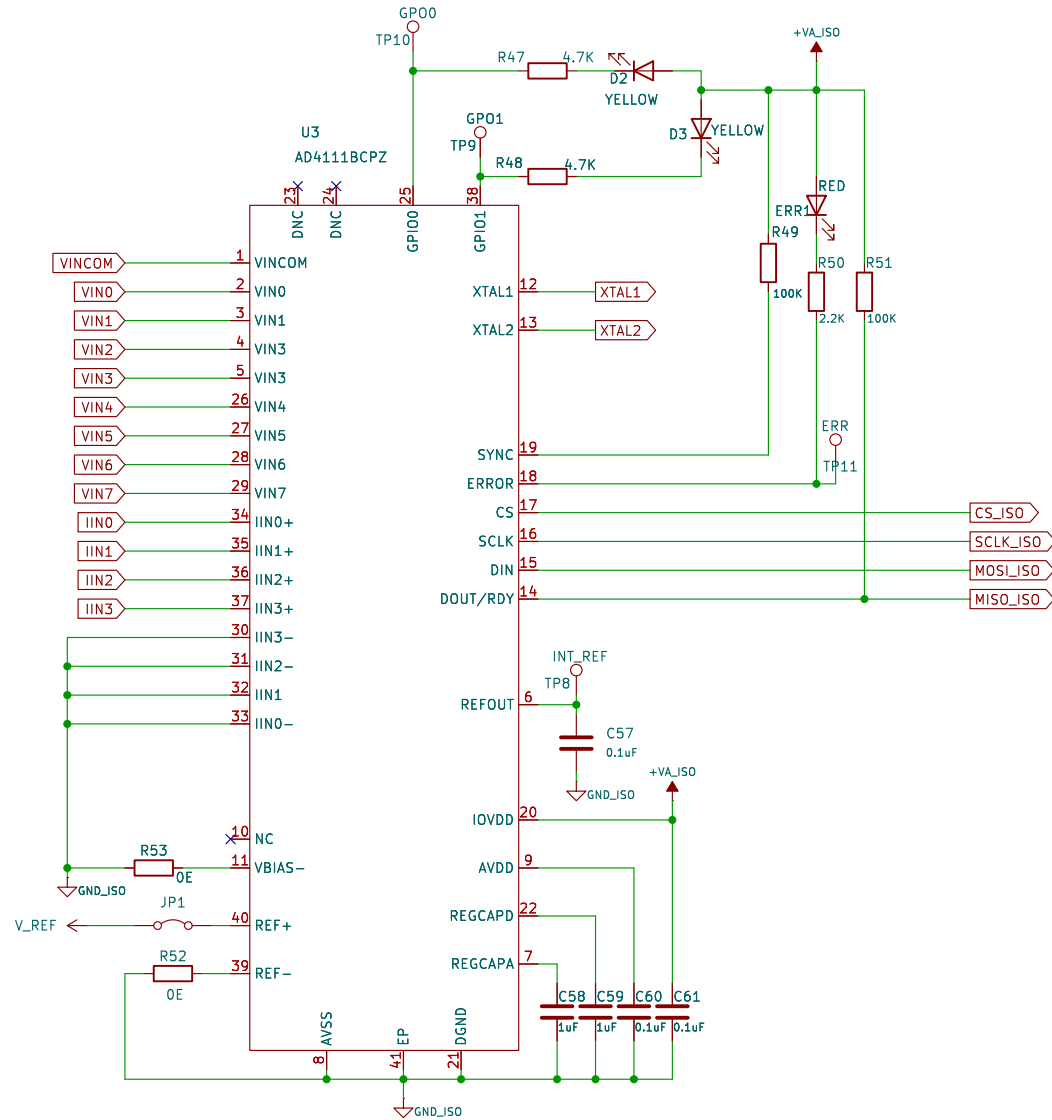 GPO0
TP10
+VA_ISO
R47 4.7K
D2
YELLOW
GPO1
TP9
D3 YELLOW
U3
AD4111BCPZ
R48 4.7K
23 24 25 38
DNC DNC GPIO0 GPIO1
RED
ERR1
R49
100K
R50
2.2K
R51
100K
VINCOM 1 VINCOM
VIN0 2 VIN0
VIN1 3 VIN1
VIN2 4 VIN3
VIN3 5 VIN3
VIN4 26 VIN4
VIN5 27 VIN5
VIN6 28 VIN6
VIN7 29 VIN7
IIN0 34 IIN0+
IIN1 35 IIN1+
IIN2 36 IIN2+
IIN3 37 IIN3+
30 IIN3-
31 IIN2-
32 IIN1
33 IIN0-
10 NC
R53
0E
11 VBIAS-
GND_ISO
JP1
V_REF
40 REF+
R52
0E
39 REF-
XTAL1 12 XTAL1
XTAL2 13 XTAL2
SYNC 19
ERR
TP11
ERROR 18
CS 17 CS_ISO
SCLK 16 SCLK_ISO
DIN 15 MOSI_ISO
DOUT/RDY 14 MISO_ISO
INT_REF
TP8
REFOUT 6
C57
0.1uF
GND_ISO
+VA_ISO
IOVDD 20
AVDD 9
REGCAPD 22
REGCAPA 7
C58 C59 C60 C61
1uF 1uF 0.1uF 0.1uF
AVSS EP DGND
8 41 21
GND_ISO